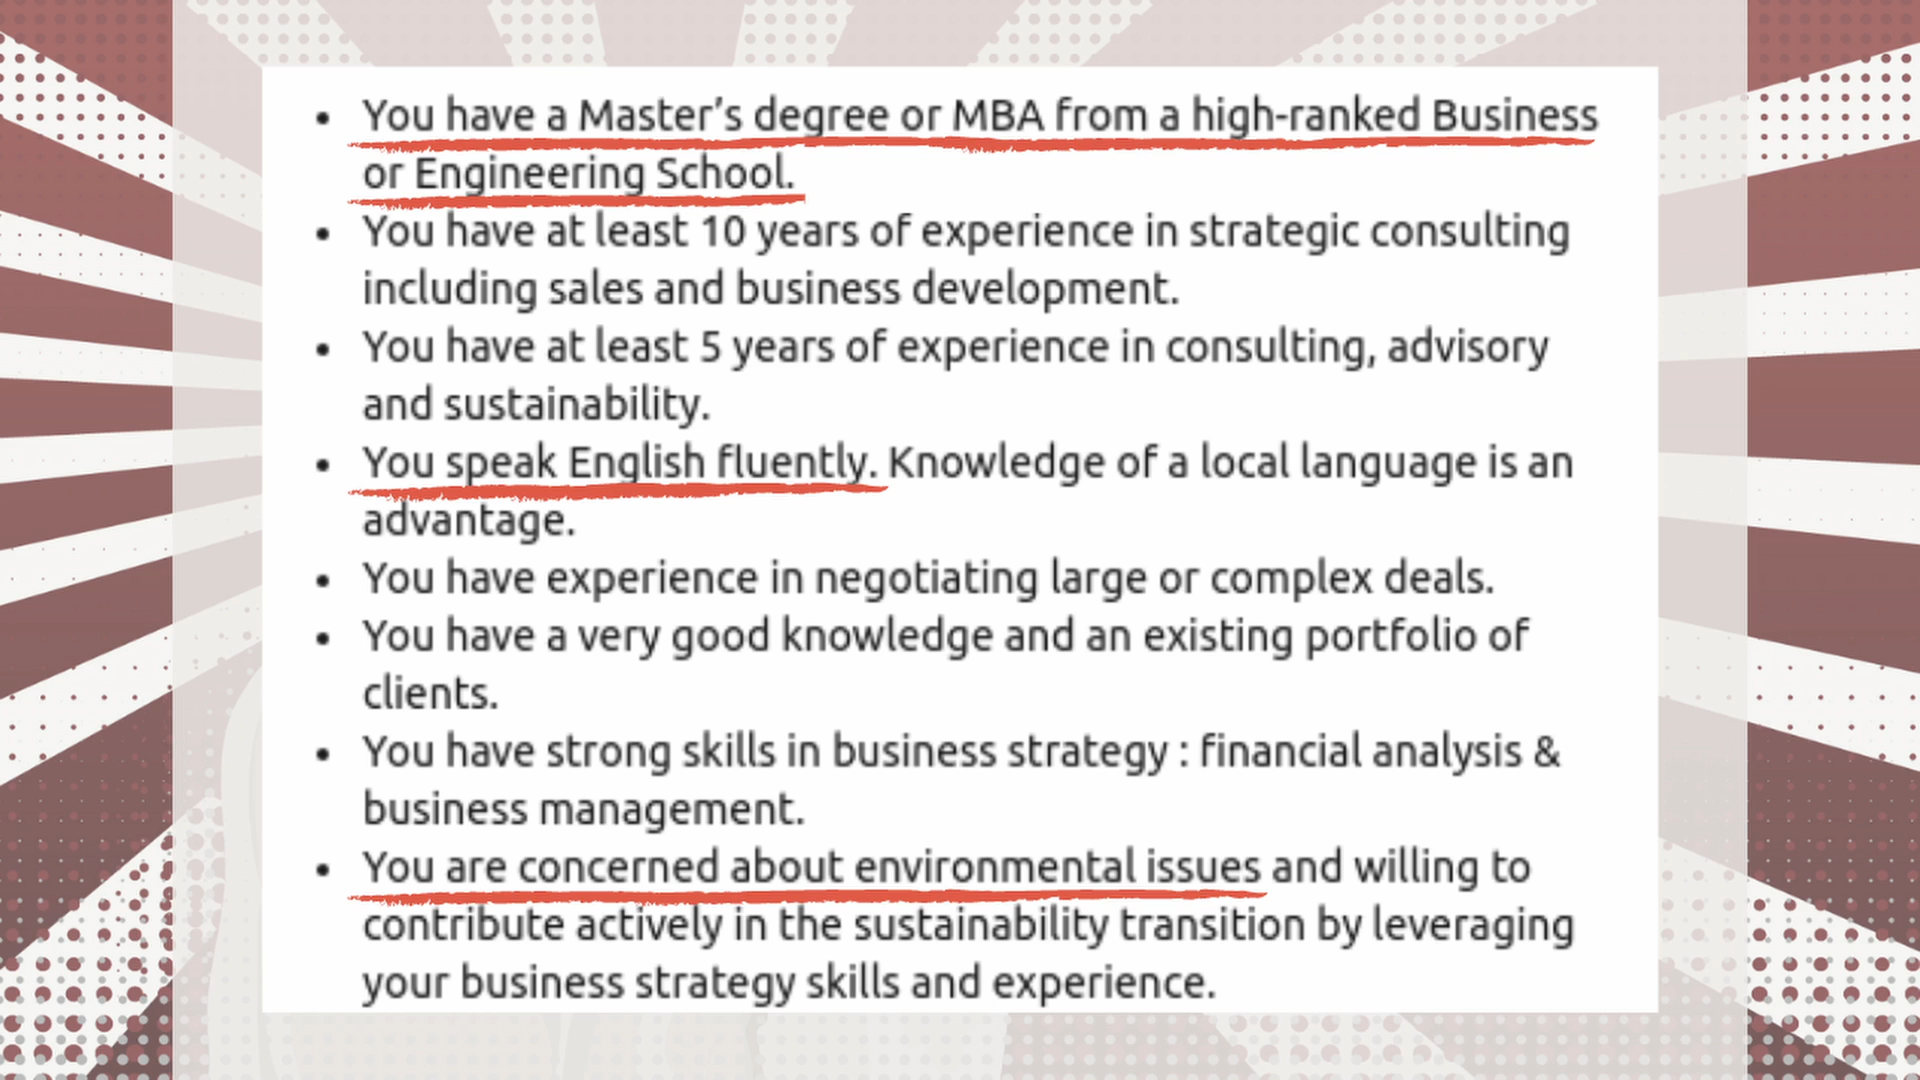 • You have a Master’s degree or MBA from a high-ranked Business
or Engineering School.
• You have at least 10 years of experience in strategic consulting
including sales and business development.
• You have at least 5 years of experience in consulting, advisory
and sustainability.
• You speak English fluently. Knowledge of a local language is an
advantage.
• You have experience in negotiating large or complex deals.
• You have a very good knowledge and an existing portfolio of
clients.
• You have strong skills in business strategy : financial analysis &
business management.
• You are concerned about environmental issues and willing to
contribute actively in the sustainability transition by leveraging
your business strategy skills and experience.